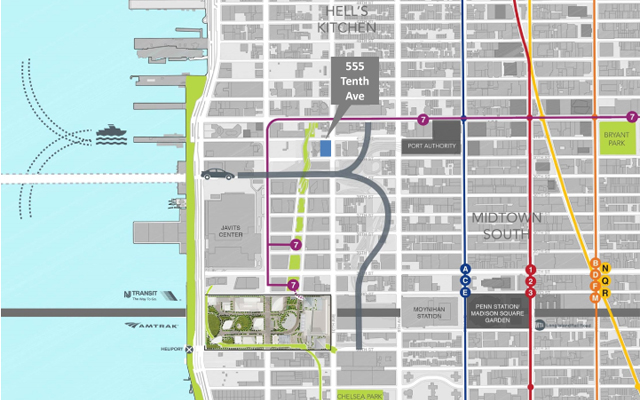 HELL'S
KITCHEN
555
Tenth
Ave
7
7
BRYANT
PARK
PORT AUTHORITY
JAVITS
CENTER
MIDTOWN
SOUTH
7
A
C
E
1
2
3
B
D
F
M
N
Q
R
7
NJ TRANSIT
The Way To Go.
MOYNIHAN
STATION
PENN STATION/
MADISON SQUARE
GARDEN
AMTRAK
HELIPORT
CHELSEA PARK